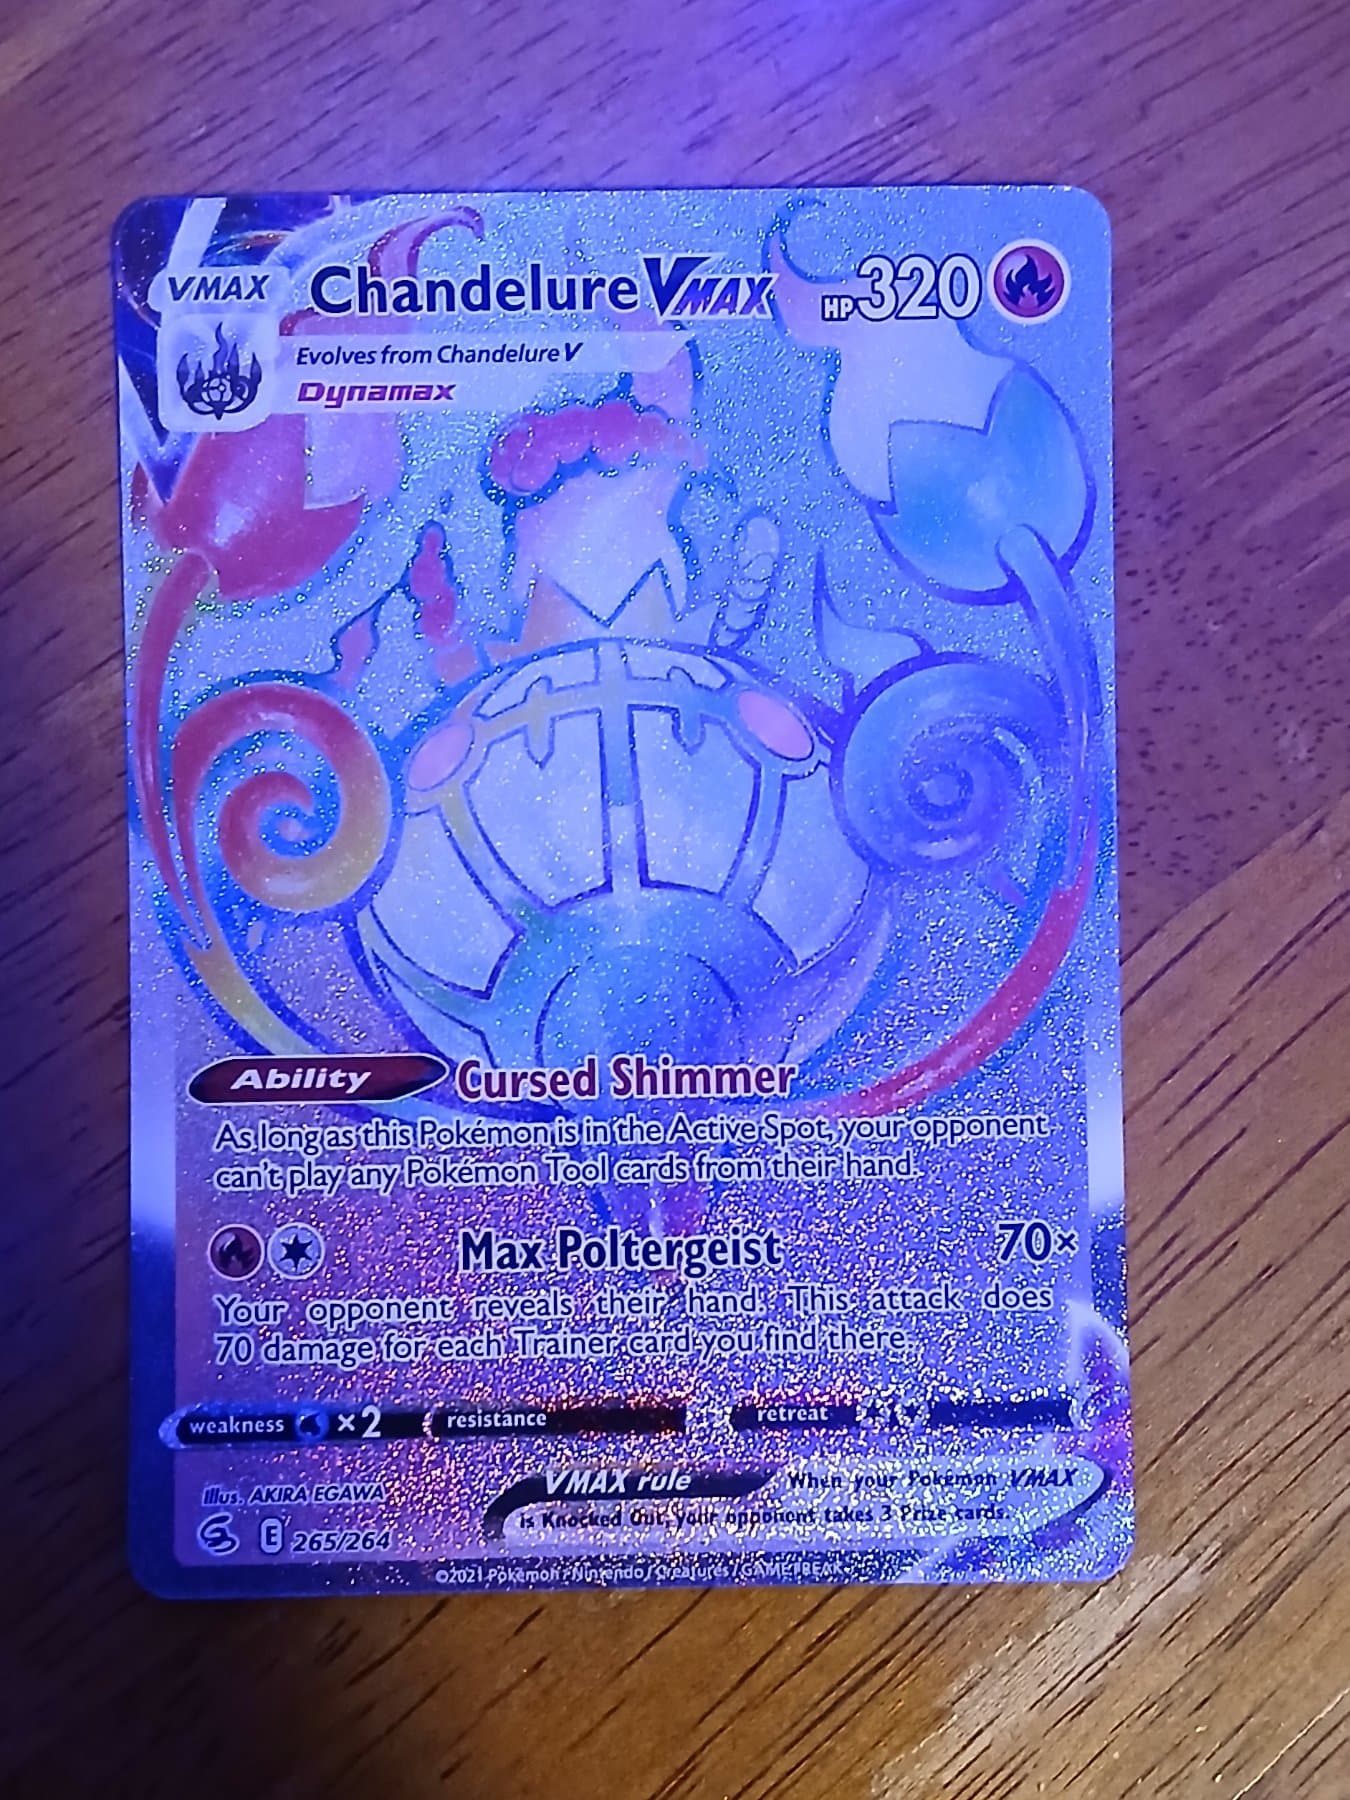 VMAX Chandelure VMAX HP 320
Evolves from Chandelure V
Dynamax
Ability Cursed Shimmer
As long as this Pokémon is in the Active Spot, your opponent
can't play any Pokémon Tool cards from their hand.
Max Poltergeist 70×
Your opponent reveals their hand. This attack does
70 damage for each Trainer card you find there.
weakness ×2 resistance retreat
VMAX rule When your Pokémon VMAX
is Knocked Out, your opponent takes 3 Prize cards.
Illus. AKIRA EGAWA
E 265/264
©2021 Pokémon / Nintendo / Creatures / GAME FREAK